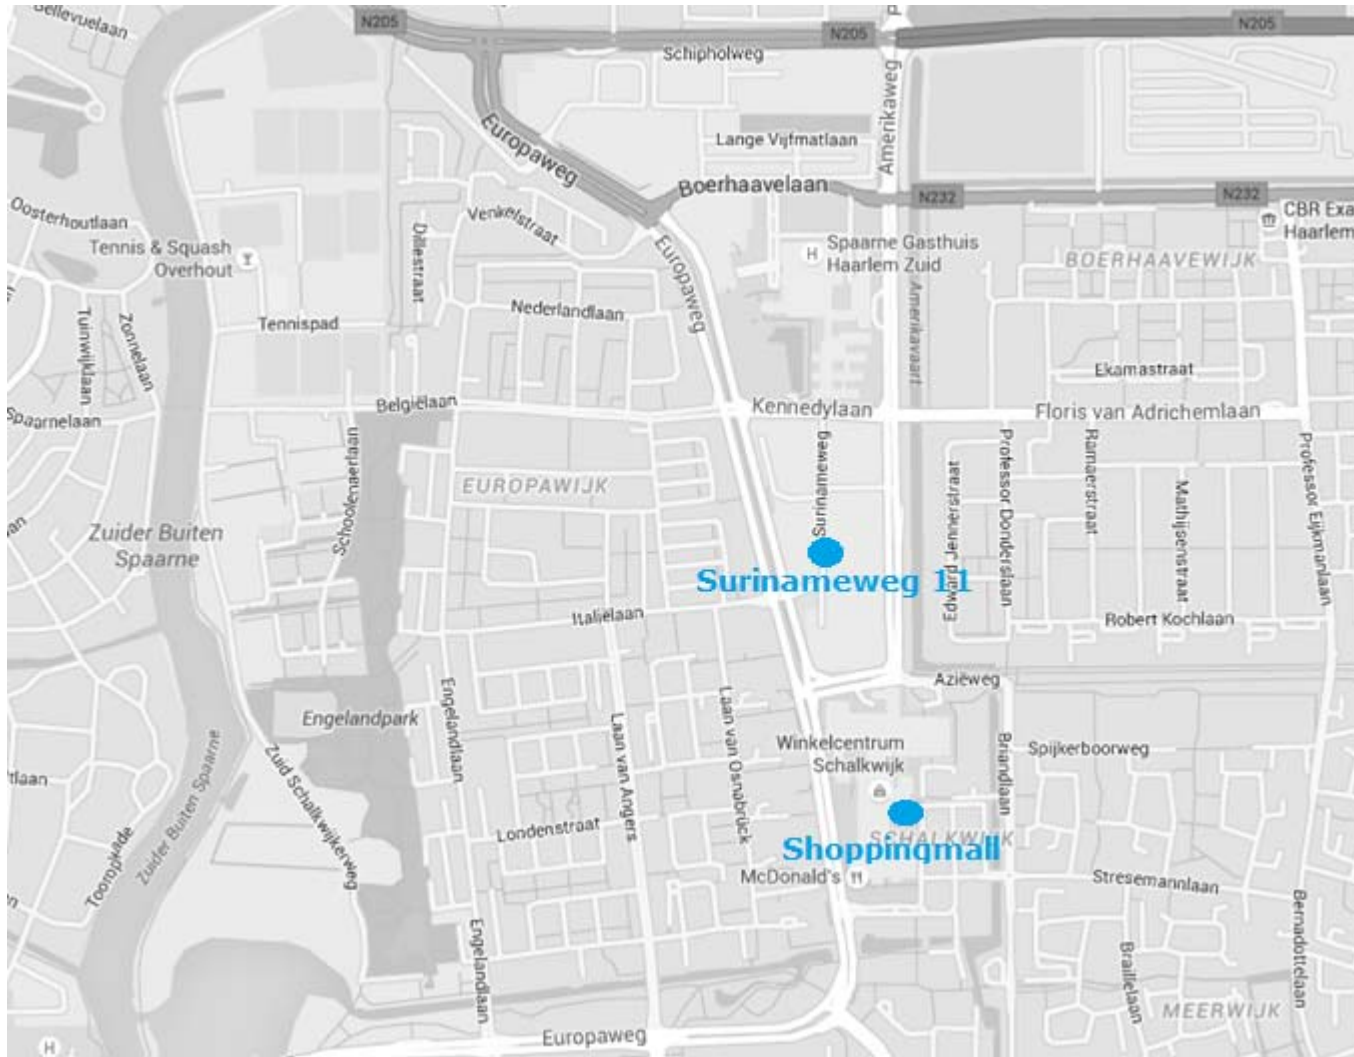 Bellevuelaan
N205
N205
N205
Schipholweg
Amerikaweg
P
Europaweg
Lange Vijfmatlaan
Boerhaavelaan
N232
N232
Oosterhoutlaan
Venkelstraat
Dillestraat
Tennis & Squash
Overhout
Europaweg
H
Spaarne Gasthuis
Haarlem Zuid
CBR Exa
Haarlem
BOERHAAVEWIJK
Amerikavaart
Tuinwijklaan
Zonnelaan
Tennispad
Nederlandlaan
Ekamastraat
Spaarnelaan
Belgiëlaan
Kennedylaan
Floris van Adrichemlaan
Schoolenaerlaan
EUROPAWIJK
Surinameweg
Edward Jennerstraat
Professor Donderslaan
Ramaerstraat
Mathijsenstraat
Professor Eijkmanlaan
Zuider Buiten
Spaarne
Surinameweg 11
Italiëlaan
Robert Kochlaan
Aziëweg
Engelandpark
Engelandlaan
Laan van Angers
Laan van Osnabrück
Winkelcentrum
Schalkwijk
Briandlaan
Spijkerboorweg
tlaan
Zuid Schalkwijkerweg
Zuider Buiten Spaarne
Tooropkade
Londenstraat
SCHALKWIJK
Shoppingmall
McDonald's
Stresemannlaan
Engelandlaan
Braillelaan
Bernadottelaan
MEERWIJK
Europaweg
H